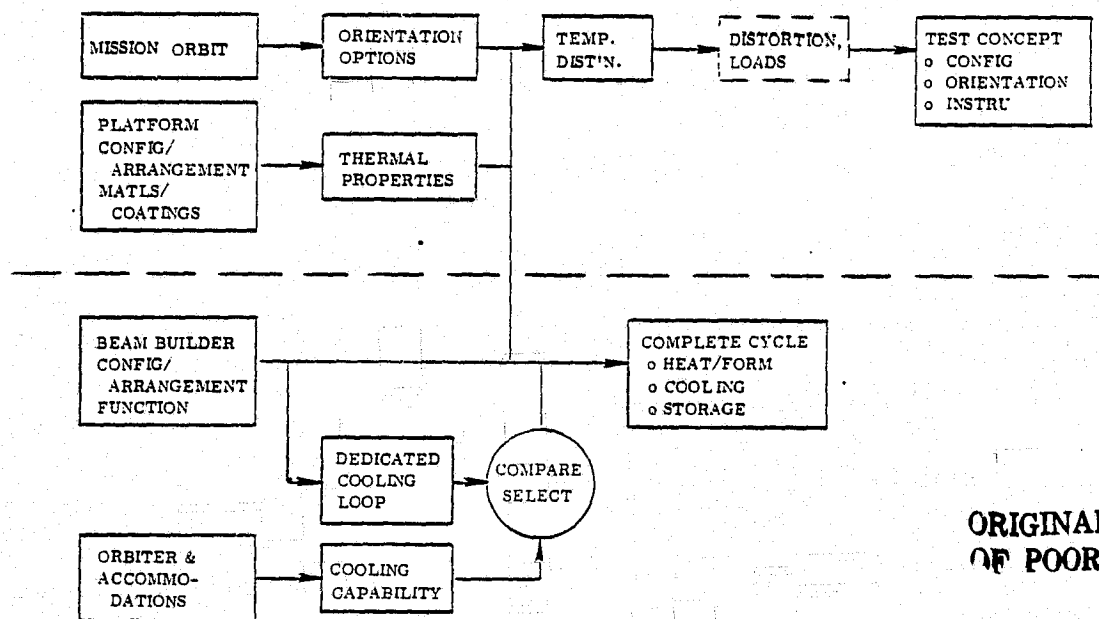 MISSION ORBIT
ORIENTATION
OPTIONS
TEMP.
DIST'N.
DISTORTION,
LOADS
TEST CONCEPT
o CONFIG
o ORIENTATION
o INSTRU
PLATFORM
CONFIG/
ARRANGEMENT
MATLS/
COATINGS
THERMAL
PROPERTIES
BEAM BUILDER
CONFIG/
ARRANGEMENT
FUNCTION
COMPLETE CYCLE
o HEAT/FORM
o COOLING
o STORAGE
DEDICATED
COOLING
LOOP
COMPARE
SELECT
ORBITER &
ACCOMMO-
DATIONS
COOLING
CAPABILITY
ORIGINAL
OF POOR